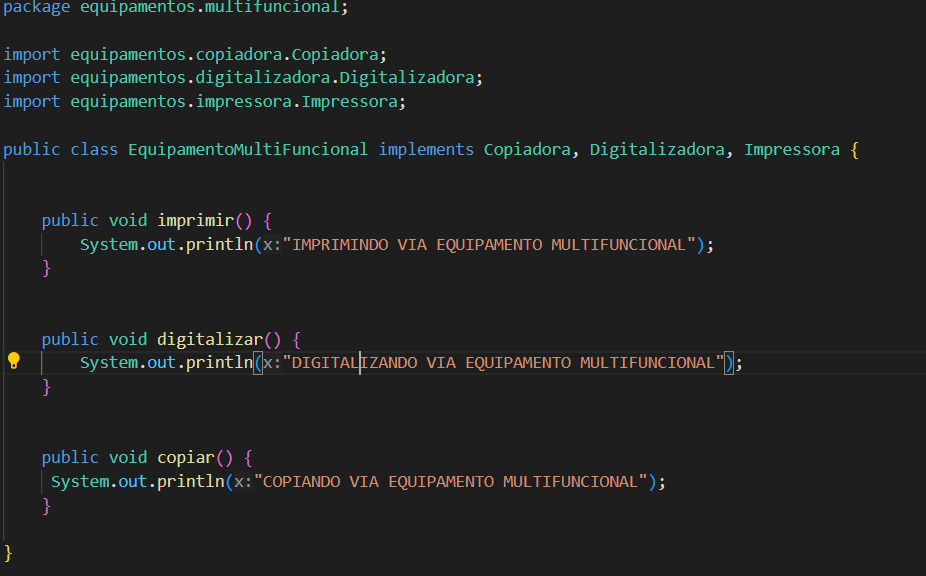 package equipamentos.multifuncional;
import equipamentos.copiadora.Copiadora;
import equipamentos.digitalizadora.Digitalizadora;
import equipamentos.impressora.Impressora;
public class EquipamentoMultiFuncional implements Copiadora, Digitalizadora, Impressora {
public void imprimir() {
System.out.println(x:"IMPRIMINDO VIA EQUIPAMENTO MULTIFUNCIONAL");
}
public void digitalizar() {
System.out.println(x:"DIGITALIZANDO VIA EQUIPAMENTO MULTIFUNCIONAL");
}
public void copiar() {
System.out.println(x:"COPIANDO VIA EQUIPAMENTO MULTIFUNCIONAL");
}
}